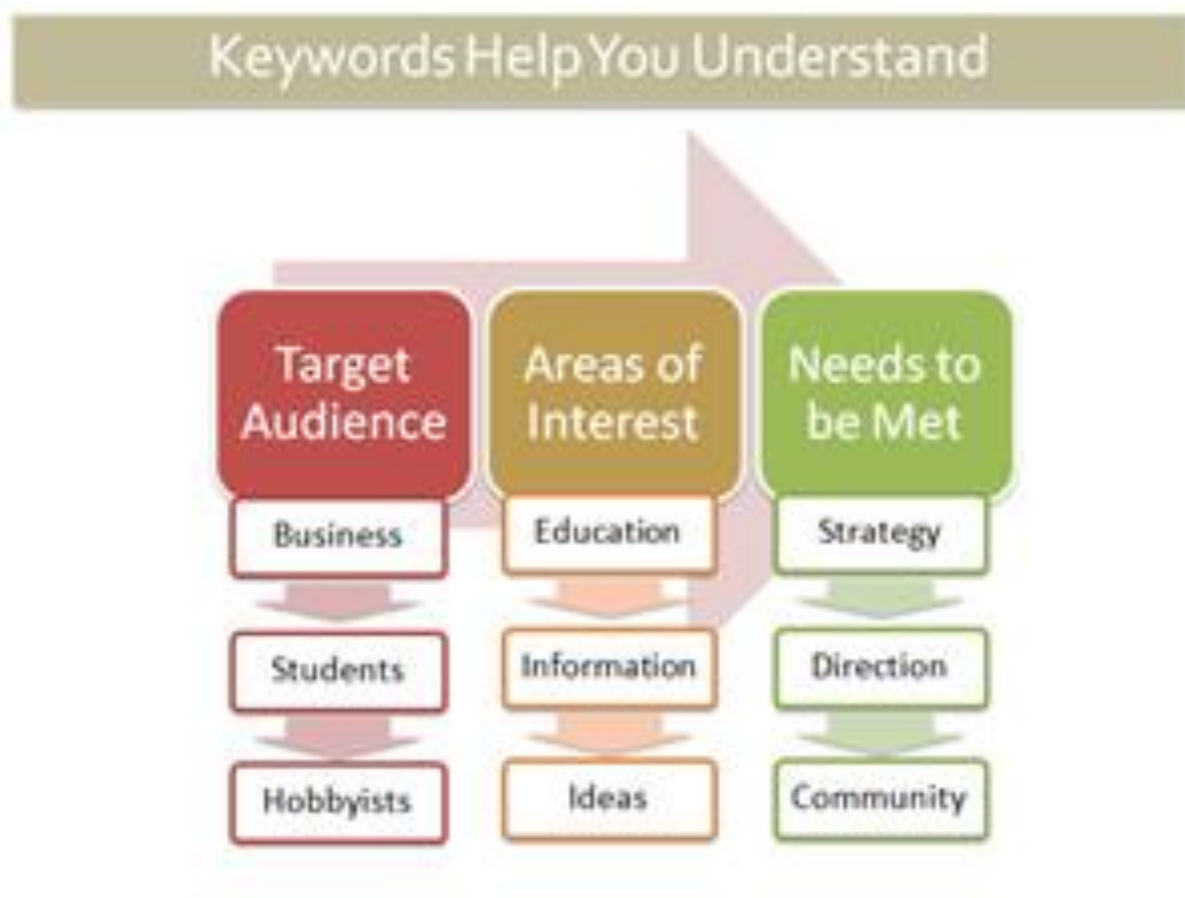 Keywords Help You Understand
Target
Audience
Business
Students
Hobbyists
Areas of
Interest
Education
Information
Ideas
Needs to
be Met
Strategy
Direction
Community